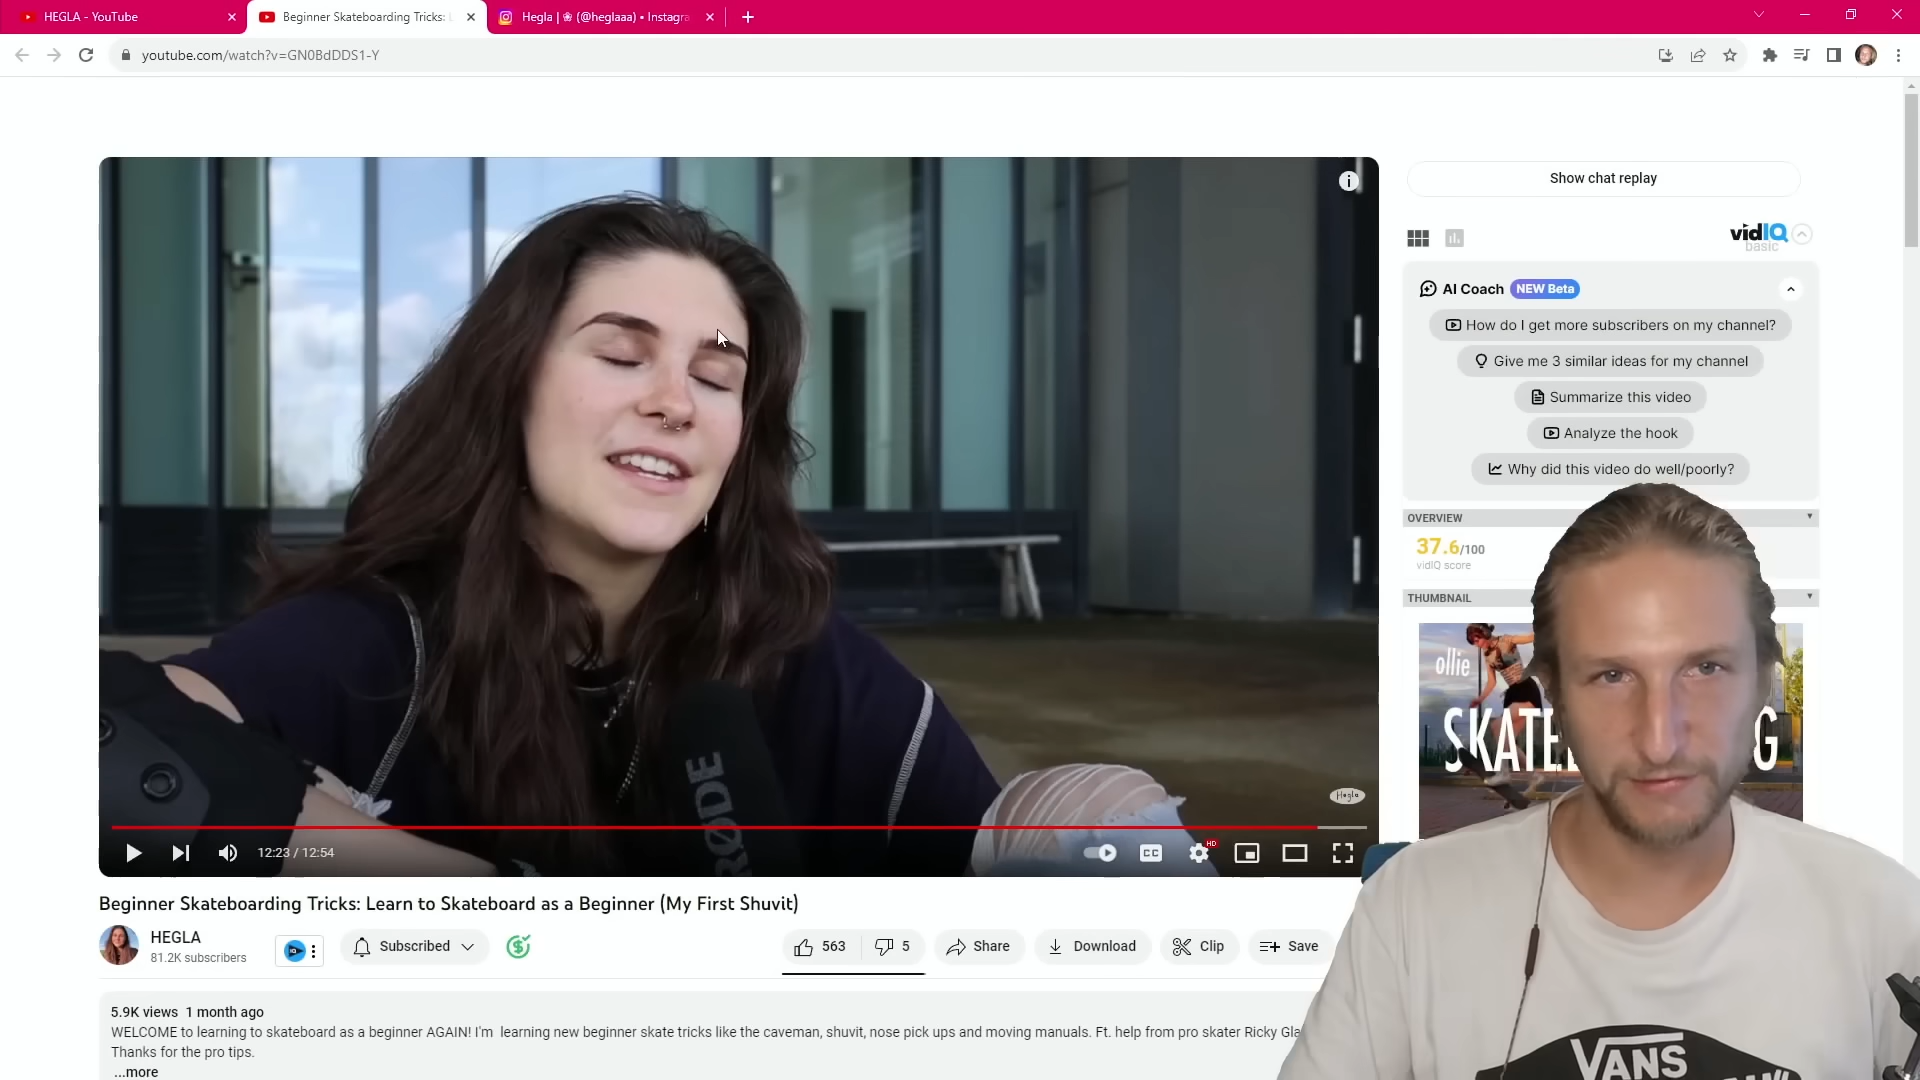 HEGLA - YouTube
Beginner Skateboarding Tricks:
Hegla | ❀ (@heglaaa) • Instagra
youtube.com/watch?v=GN0BdDDS1-Y
Show chat replay
vidIQ
basic
AI Coach NEW Beta
How do I get more subscribers on my channel?
Give me 3 similar ideas for my channel
Summarize this video
Analyze the hook
Why did this video do well/poorly?
OVERVIEW
37.6/100
vidIQ score
THUMBNAIL
ollie
SKATE
G
RØDE
Hegla
12:23 / 12:54
CC
HD
Beginner Skateboarding Tricks: Learn to Skateboard as a Beginner (My First Shuvit)
HEGLA
81.2K subscribers
Subscribed
563
5
Share
Download
Clip
Save
5.9K views 1 month ago
WELCOME to learning to skateboard as a beginner AGAIN! I'm learning new beginner skate tricks like the caveman, shuvit, nose pick ups and moving manuals. Ft. help from pro skater Ricky Gla
Thanks for the pro tips.
...more
VANS